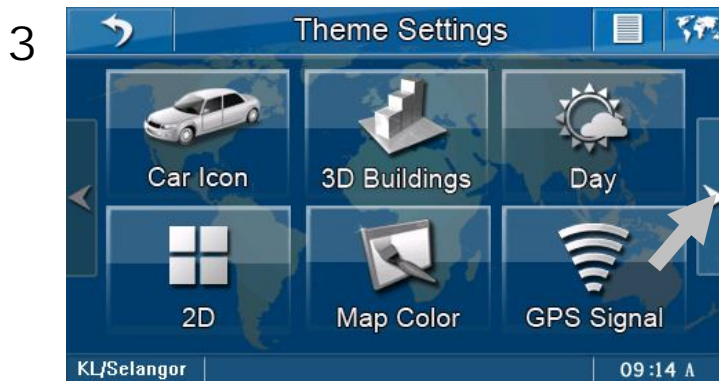 3
Theme Settings
Car Icon
3D Buildings
Day
2D
Map Color
GPS Signal
KL/Selangor
09:14 A